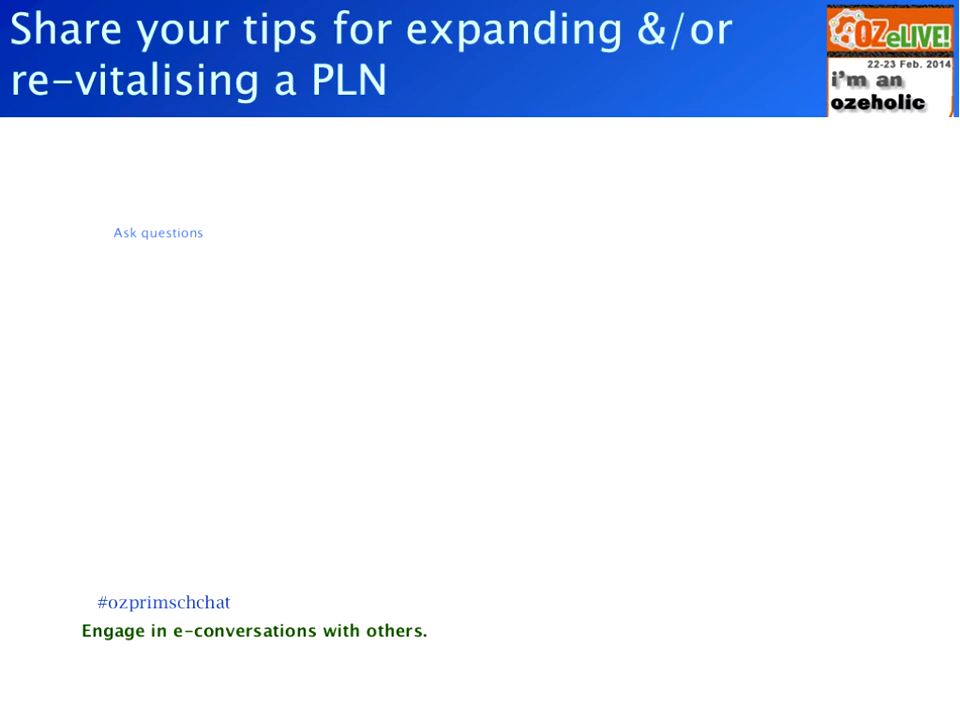 Share your tips for expanding &/or
re-vitalising a PLN
OZeLIVE!
22-23 Feb. 2014
i'm an
ozeholic
Ask questions
#ozprimschchat
Engage in e-conversations with others.